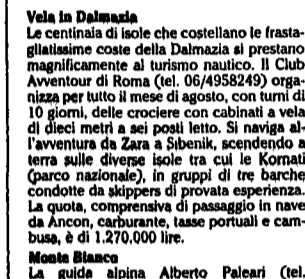 Vela in Dalmazia
Le centinaia di isole che costellano le frasta-
gliatissime coste della Dalmazia si prestano
magnificamente al turismo nautico. Il Club
Avventour di Roma (tel. 06/4958249) orga-
nizza per tutto il mese di agosto, con turni di
10 giorni, delle crociere con cabinati a vela
di dieci metri a sei posti letto. Si naviga al-
l'avventura da Zara a Sibenik, scendendo a
terra sulle diverse isole tra cui le Kornati
(parco nazionale), in gruppi di tre barche
condotte da skippers di provata esperienza.
La quota, comprensiva di passaggio in nave
da Ancon, carburante, tasse portuali e cam-
busa, è di 1.270,000 lire.
Monte Bianco
La guida alpina Alberto Paleari (tel.